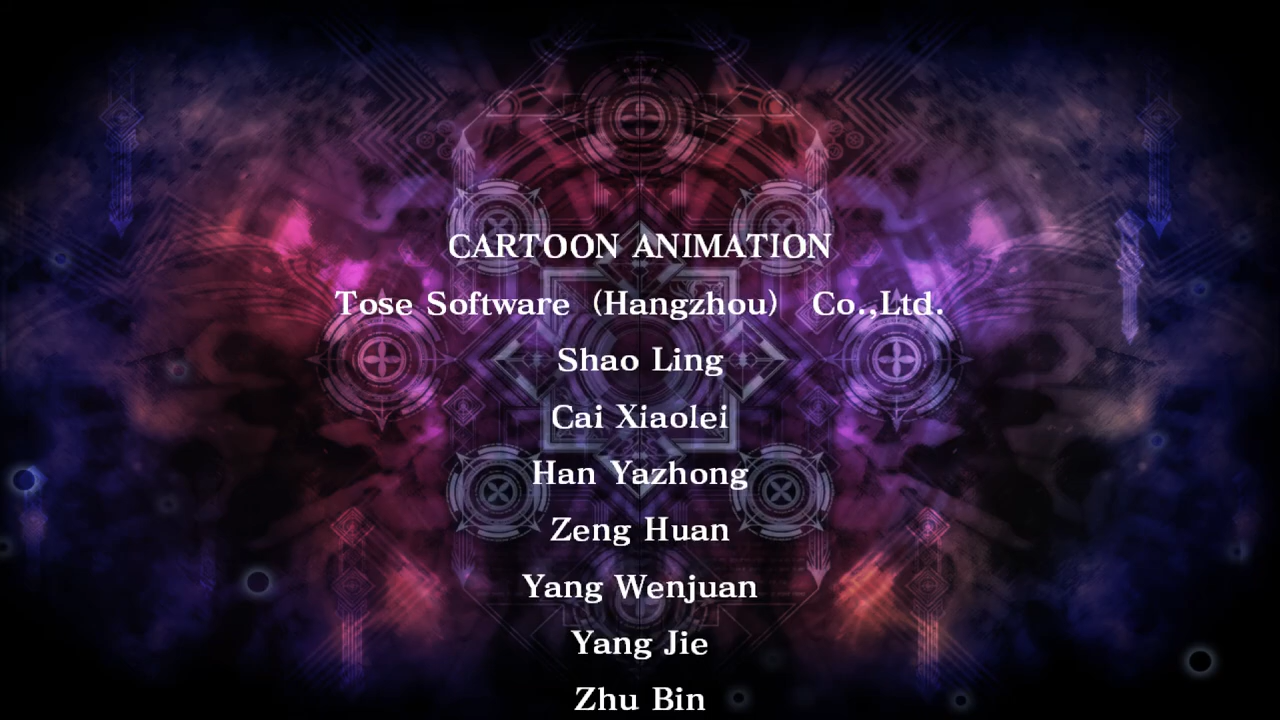 CARTOON ANIMATION
Tose Software（Hangzhou） Co.,Ltd.
Shao Ling
Cai Xiaolei
Han Yazhong
Zeng Huan
Yang Wenjuan
Yang Jie
Zhu Bin